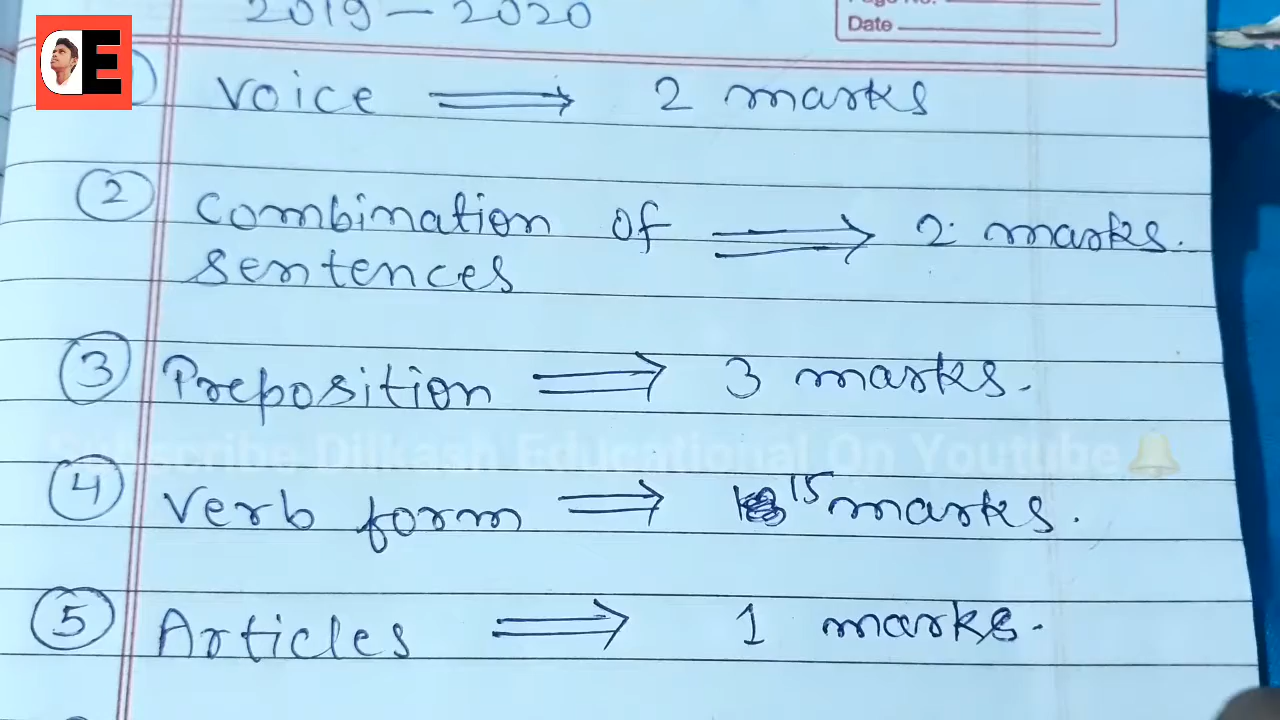 2019 - 2020
Date
E
Voice ⟹ 2 marks
② Combination of ⟹ 2 marks.
sentences
③ Preposition ⟹ 3 marks.
Subscribe Dilkash Educational On Youtube
④ Verb form ⟹ 15 marks.
⑤ Articles ⟹ 1 marks.